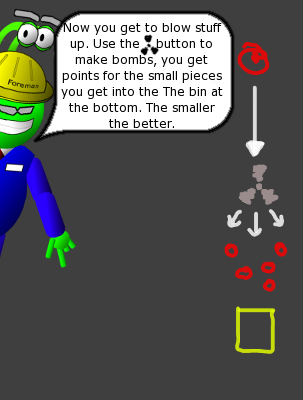 Now you get to blow stuff
up. Use the button to
make bombs, you get
points for the small pieces
you get into the The bin at
the bottom. The smaller
the better.
Foreman